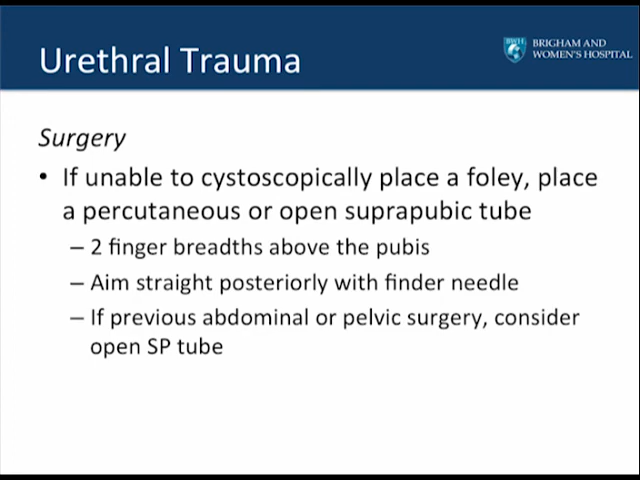 Urethral Trauma
BWH
BRIGHAM AND
WOMEN'S HOSPITAL
Surgery
• If unable to cystoscopically place a foley, place
a percutaneous or open suprapubic tube
– 2 finger breadths above the pubis
– Aim straight posteriorly with finder needle
– If previous abdominal or pelvic surgery, consider
open SP tube